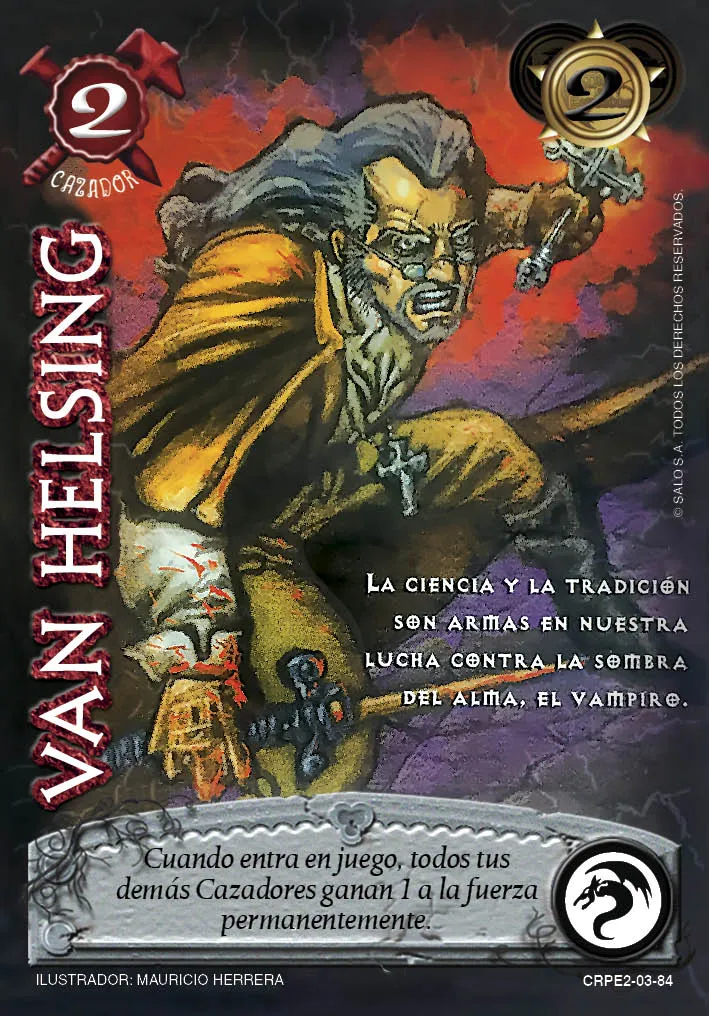 2
CAZADOR
2
VAN HELSING
© SALO S.A. TODOS LOS DERECHOS RESERVADOS.
LA CIENCIA Y LA TRADICIÓN
SON ARMAS EN NUESTRA
LUCHA CONTRA LA SOMBRA
DEL ALMA, EL VAMPIRO.
Cuando entra en juego, todos tus
demás Cazadores ganan 1 a la fuerza
permanentemente.
ILUSTRADOR: MAURICIO HERRERA
CRPE2-03-84